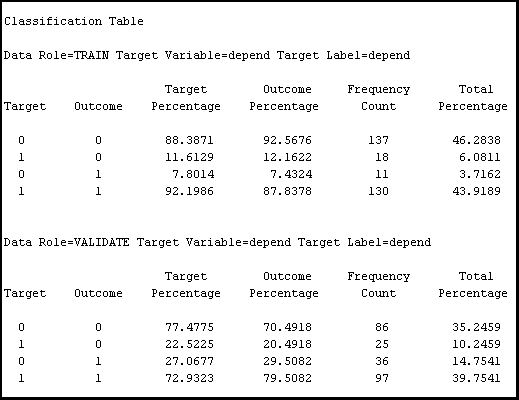 Classification Table
Data Role=TRAIN Target Variable=depend Target Label=depend
Target Outcome Frequency Total
Target Outcome Percentage Percentage Count Percentage
0 0 88.3871 92.5676 137 46.2838
1 0 11.6129 12.1622 18 6.0811
0 1 7.8014 7.4324 11 3.7162
1 1 92.1986 87.8378 130 43.9189
Data Role=VALIDATE Target Variable=depend Target Label=depend
Target Outcome Frequency Total
Target Outcome Percentage Percentage Count Percentage
0 0 77.4775 70.4918 86 35.2459
1 0 22.5225 20.4918 25 10.2459
0 1 27.0677 29.5082 36 14.7541
1 1 72.9323 79.5082 97 39.7541